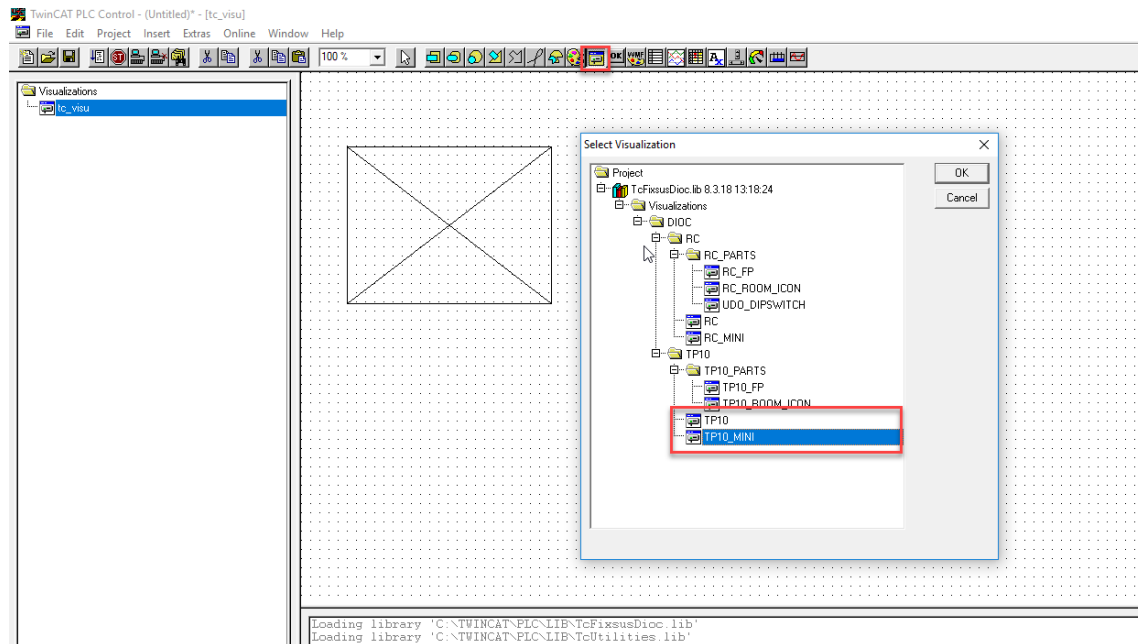 TwinCAT PLC Control - (Untitled)* - [tc_visu]
File Edit Project Insert Extras Online Window Help
100 %
OK
WMF
Visualizations
tc_visu
Select Visualization
Project
OK
TcFixsusDioc.lib 8.3.18 13:18:24
Cancel
Visualizations
DIOC
RC
RC_PARTS
RC_FP
RC_ROOM_ICON
UDO_DIPSWITCH
RC
RC_MINI
TP10
TP10_PARTS
TP10_FP
TP10_ROOM_ICON
TP10
TP10_MINI
Loading library 'C:\TWINCAT\PLC\LIB\TcFixsusDioc.lib'
Loading library 'C:\TWINCAT\PLC\LIB\TcUtilities.lib'